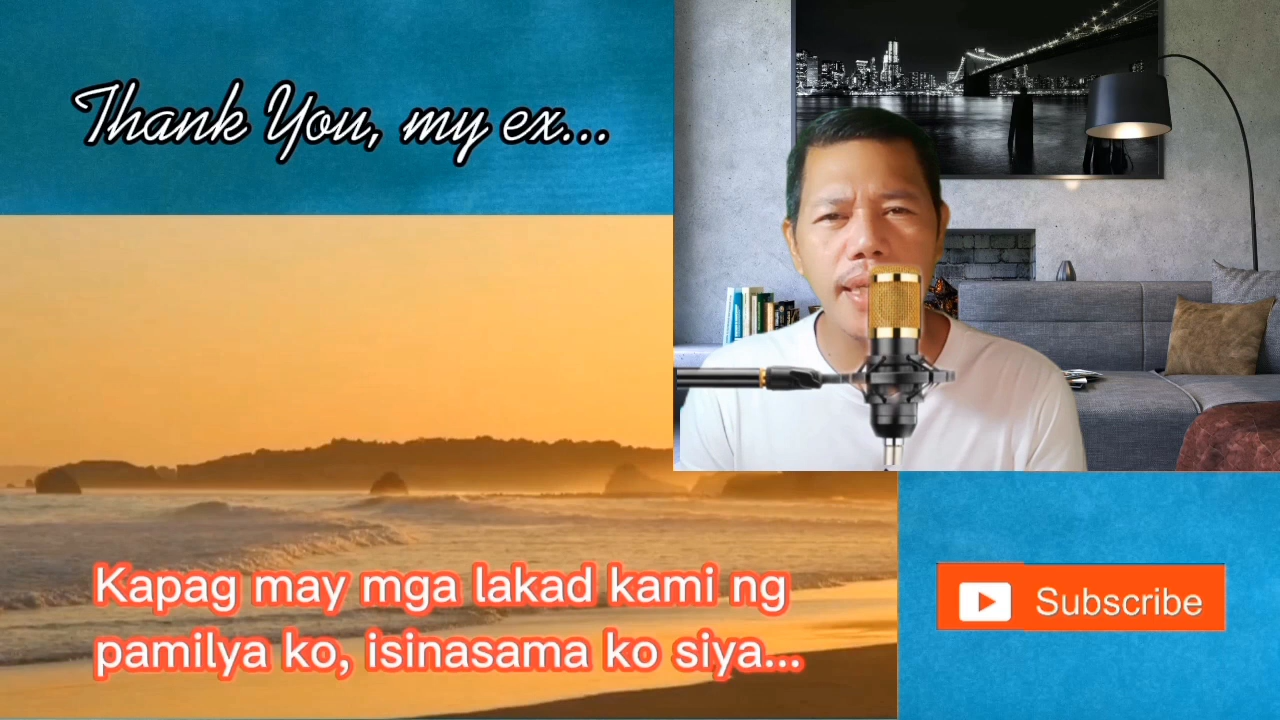 Thank You, my ex...
Kapag may mga lakad kami ng
pamilya ko, isinasama ko siya...
Subscribe